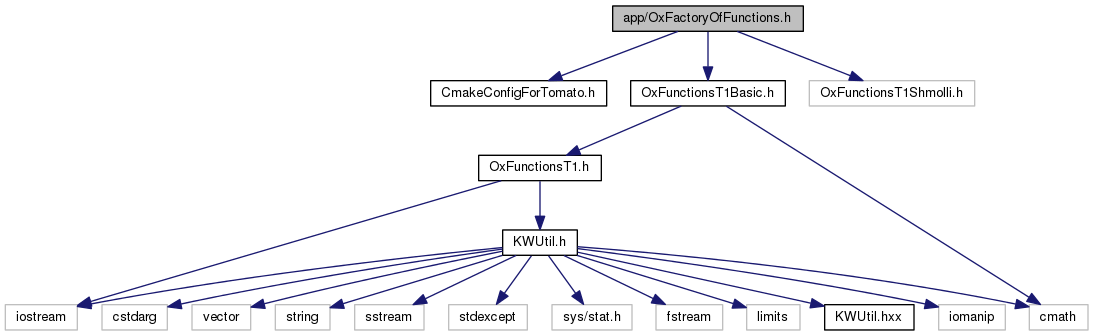 app/OxFactoryOfFunctions.h
CmakeConfigForTomato.h
OxFunctionsT1Basic.h
OxFunctionsT1Shmolli.h
OxFunctionsT1.h
KWUtil.h
iostream
cstdarg
vector
string
sstream
stdexcept
sys/stat.h
fstream
limits
KWUtil.hxx
iomanip
cmath